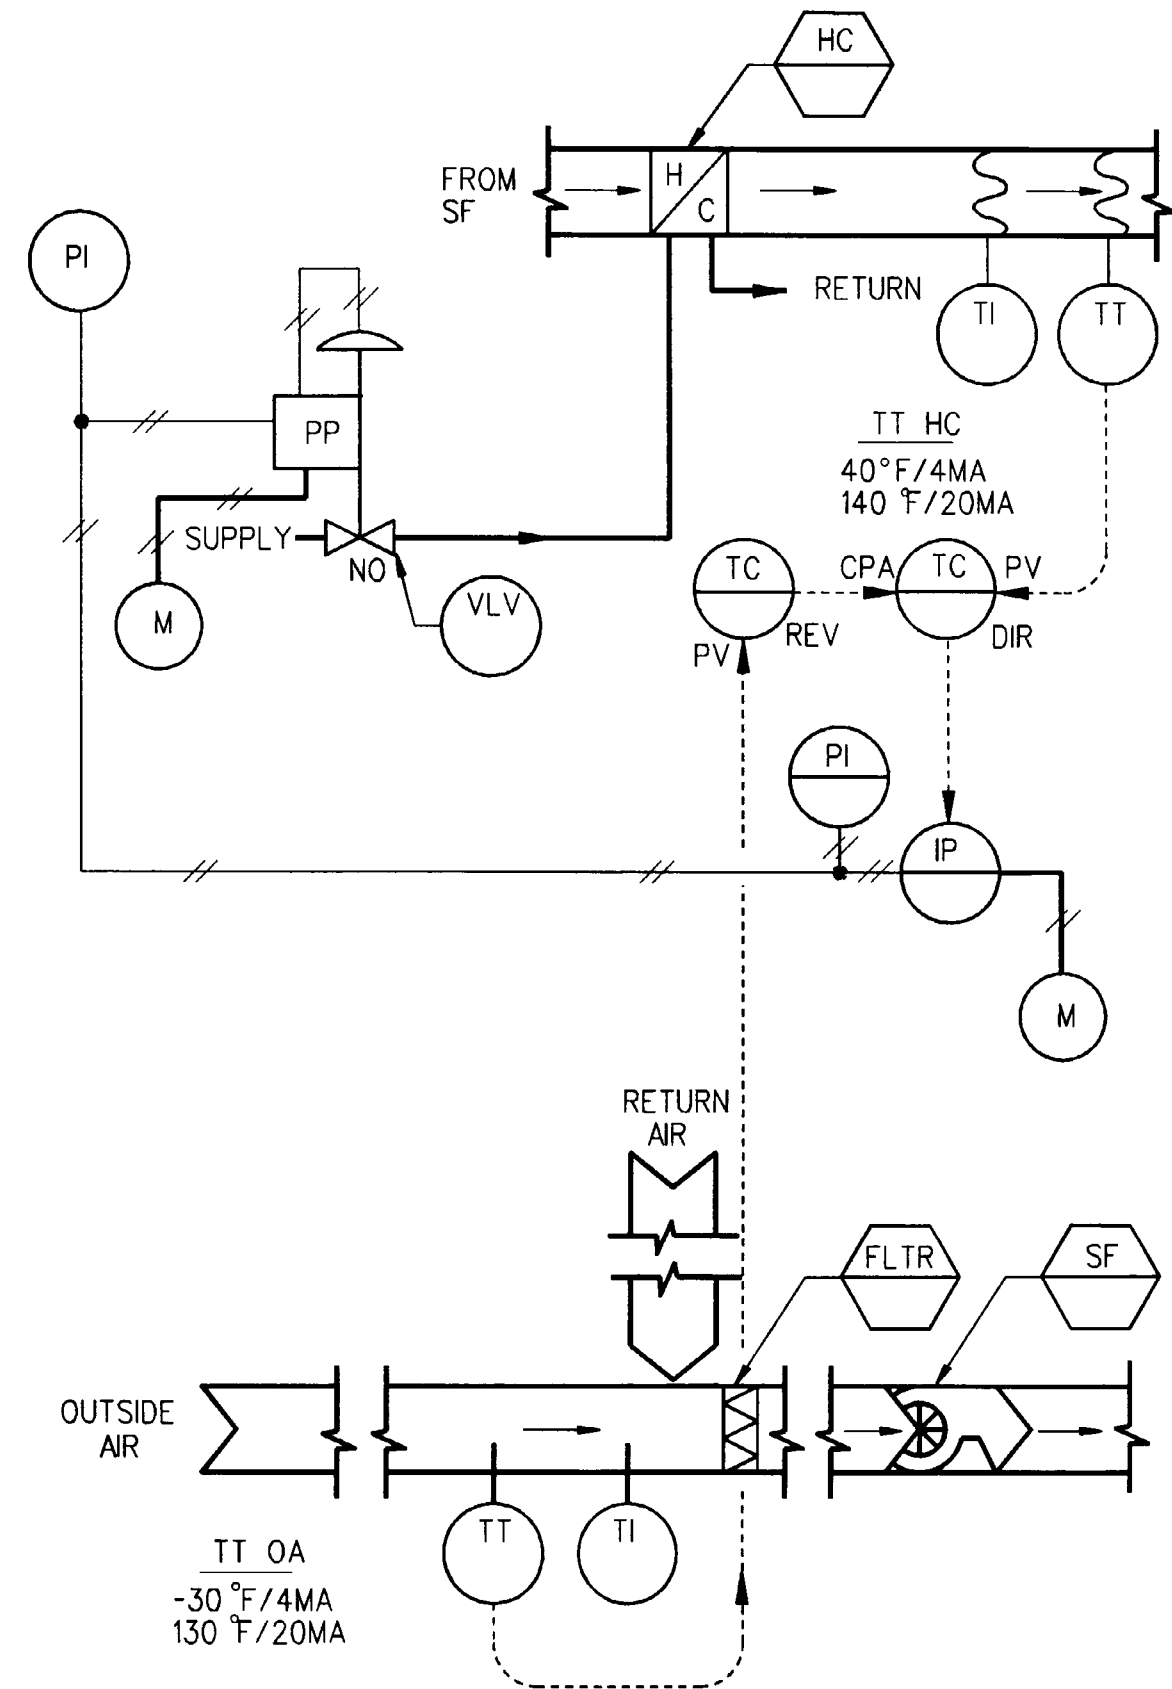 HC
FROM
SF
H
C
PI
RETURN
TI
TT
PP
TT HC
40°F/4MA
140 °F/20MA
SUPPLY
NO
M
VLV
TC
CPA
TC
PV
REV
DIR
PV
PI
IP
M
RETURN
AIR
FLTR
SF
OUTSIDE
AIR
TT
TI
TT OA
-30 °F/4MA
130 °F/20MA